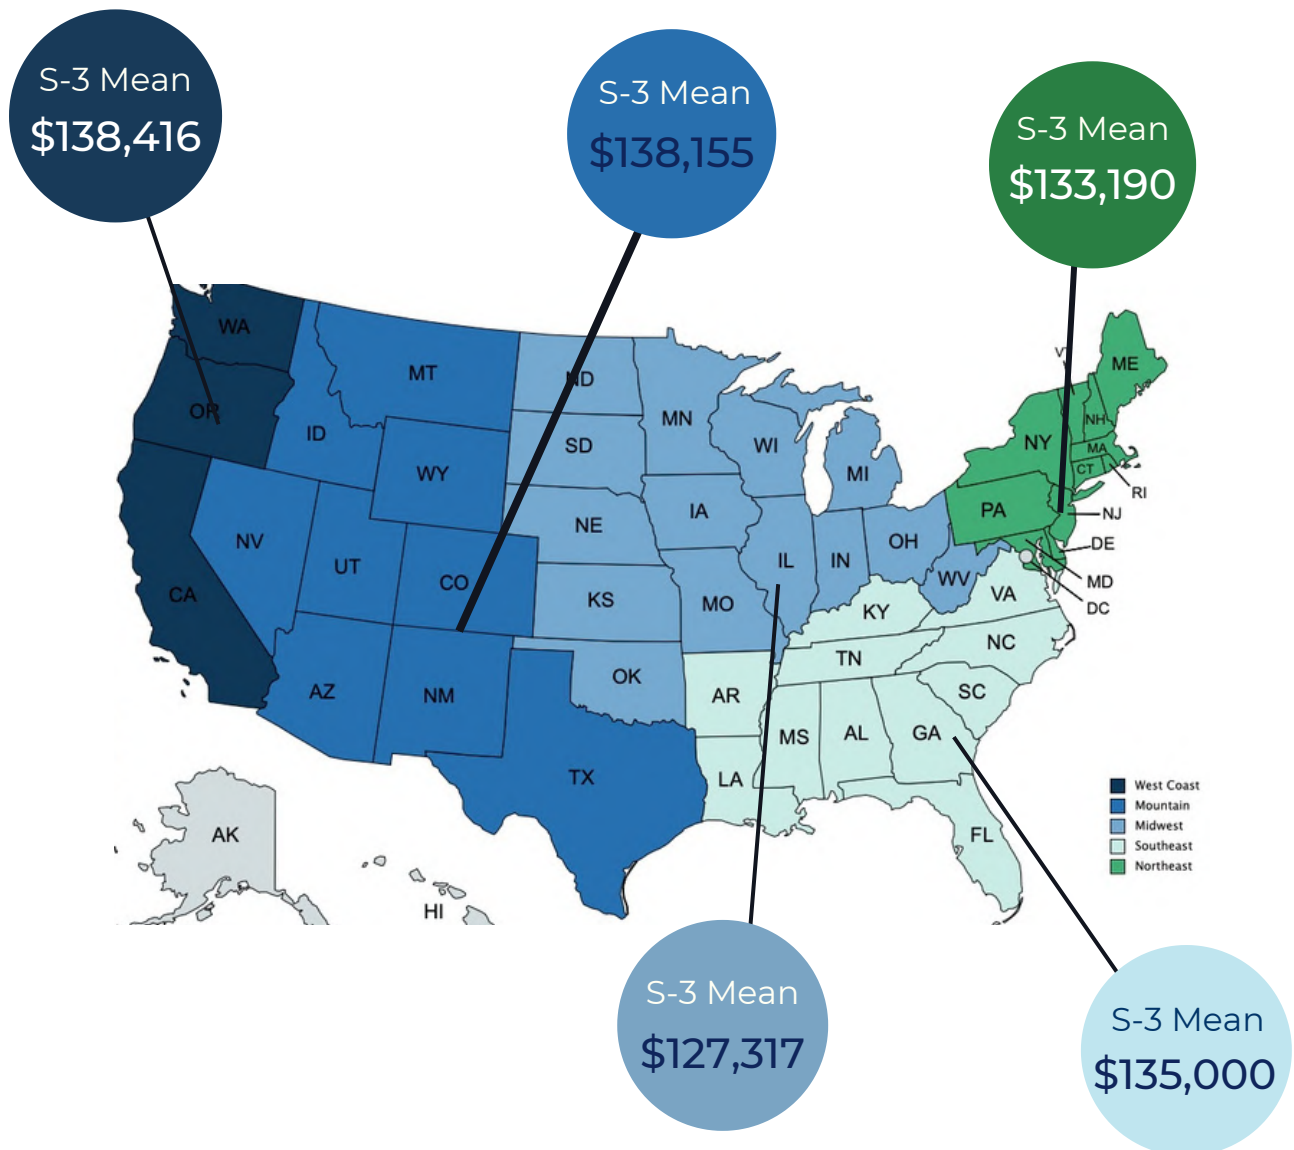 S-3 Mean
$138,416
S-3 Mean
$138,155
S-3 Mean
$133,190
WA
OR
CA
MT
ID
WY
NV
UT
CO
AZ
NM
TX
ND
SD
NE
KS
OK
MN
IA
MO
WI
IL
MI
IN
OH
WV
KY
TN
AR
LA
MS
AL
GA
FL
SC
NC
VA
ME
VT
NH
NY
MA
CT
RI
PA
NJ
DE
MD
DC
AK
HI
West Coast
Mountain
Midwest
Southeast
Northeast
S-3 Mean
$127,317
S-3 Mean
$135,000